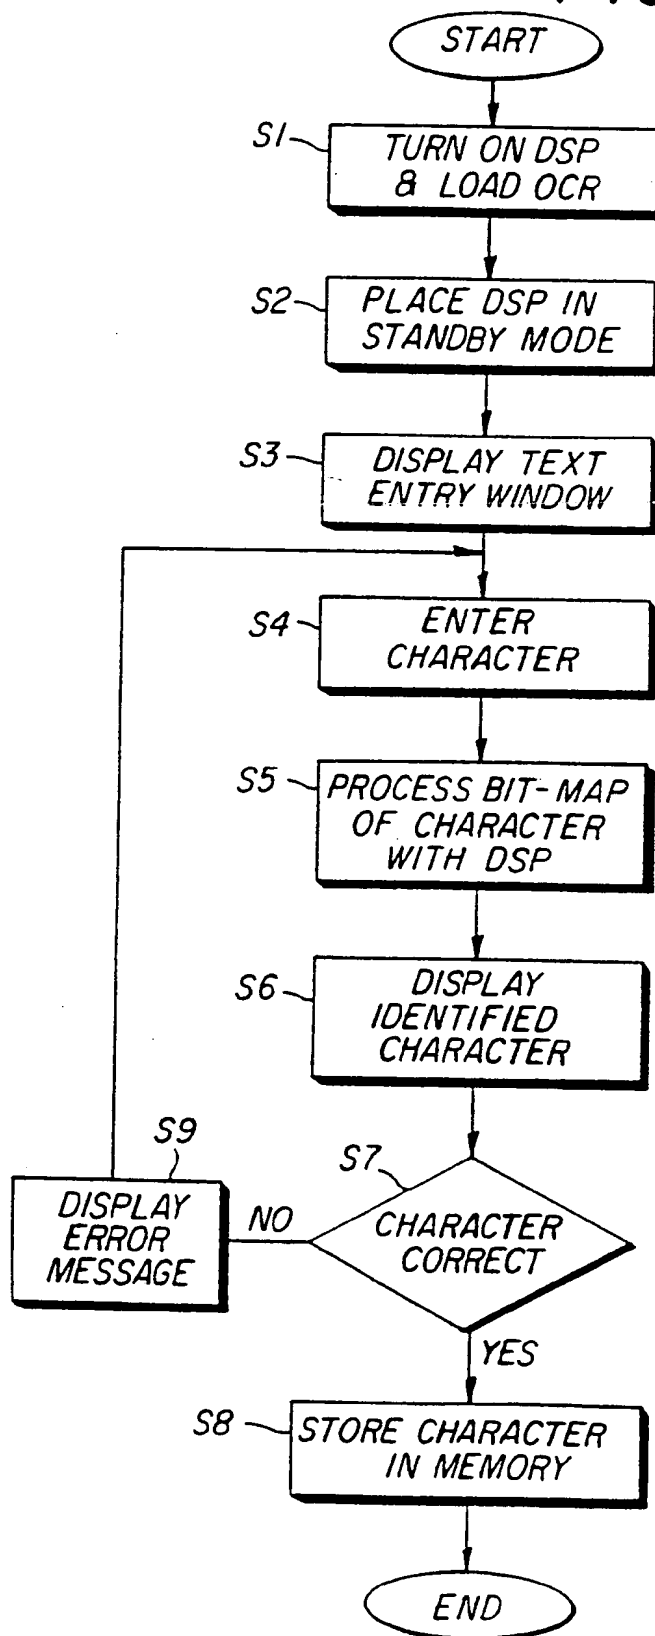 START
S1
TURN ON DSP
& LOAD OCR
S2
PLACE DSP IN
STANDBY MODE
S3
DISPLAY TEXT
ENTRY WINDOW
S4
ENTER
CHARACTER
S5
PROCESS BIT-MAP
OF CHARACTER
WITH DSP
S6
DISPLAY
IDENTIFIED
CHARACTER
S7
CHARACTER
CORRECT
NO
S9
DISPLAY
ERROR
MESSAGE
YES
S8
STORE CHARACTER
IN MEMORY
END